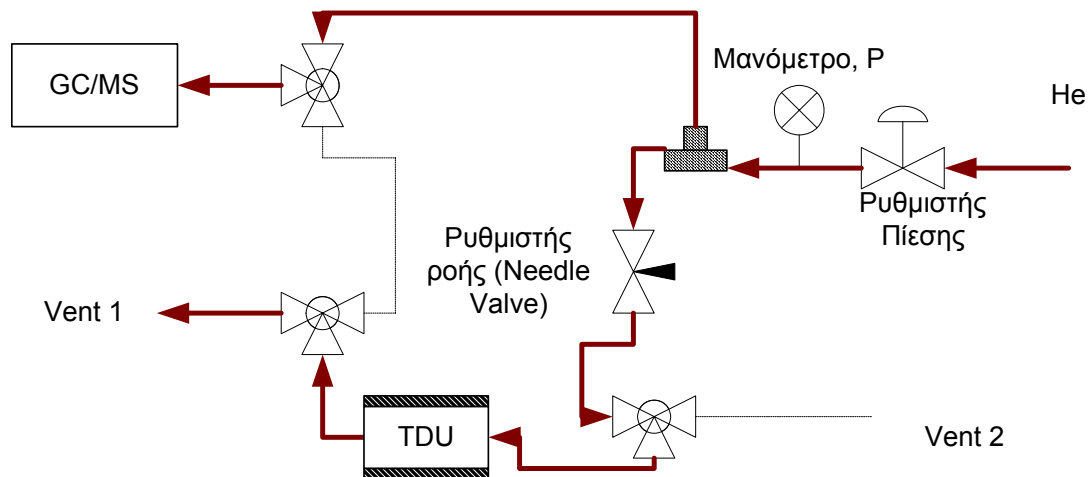 GC/MS
Μανόμετρο, P
He
Ρυθμιστής
Πίεσης
Ρυθμιστής
ροής (Needle
Valve)
Vent 1
TDU
Vent 2